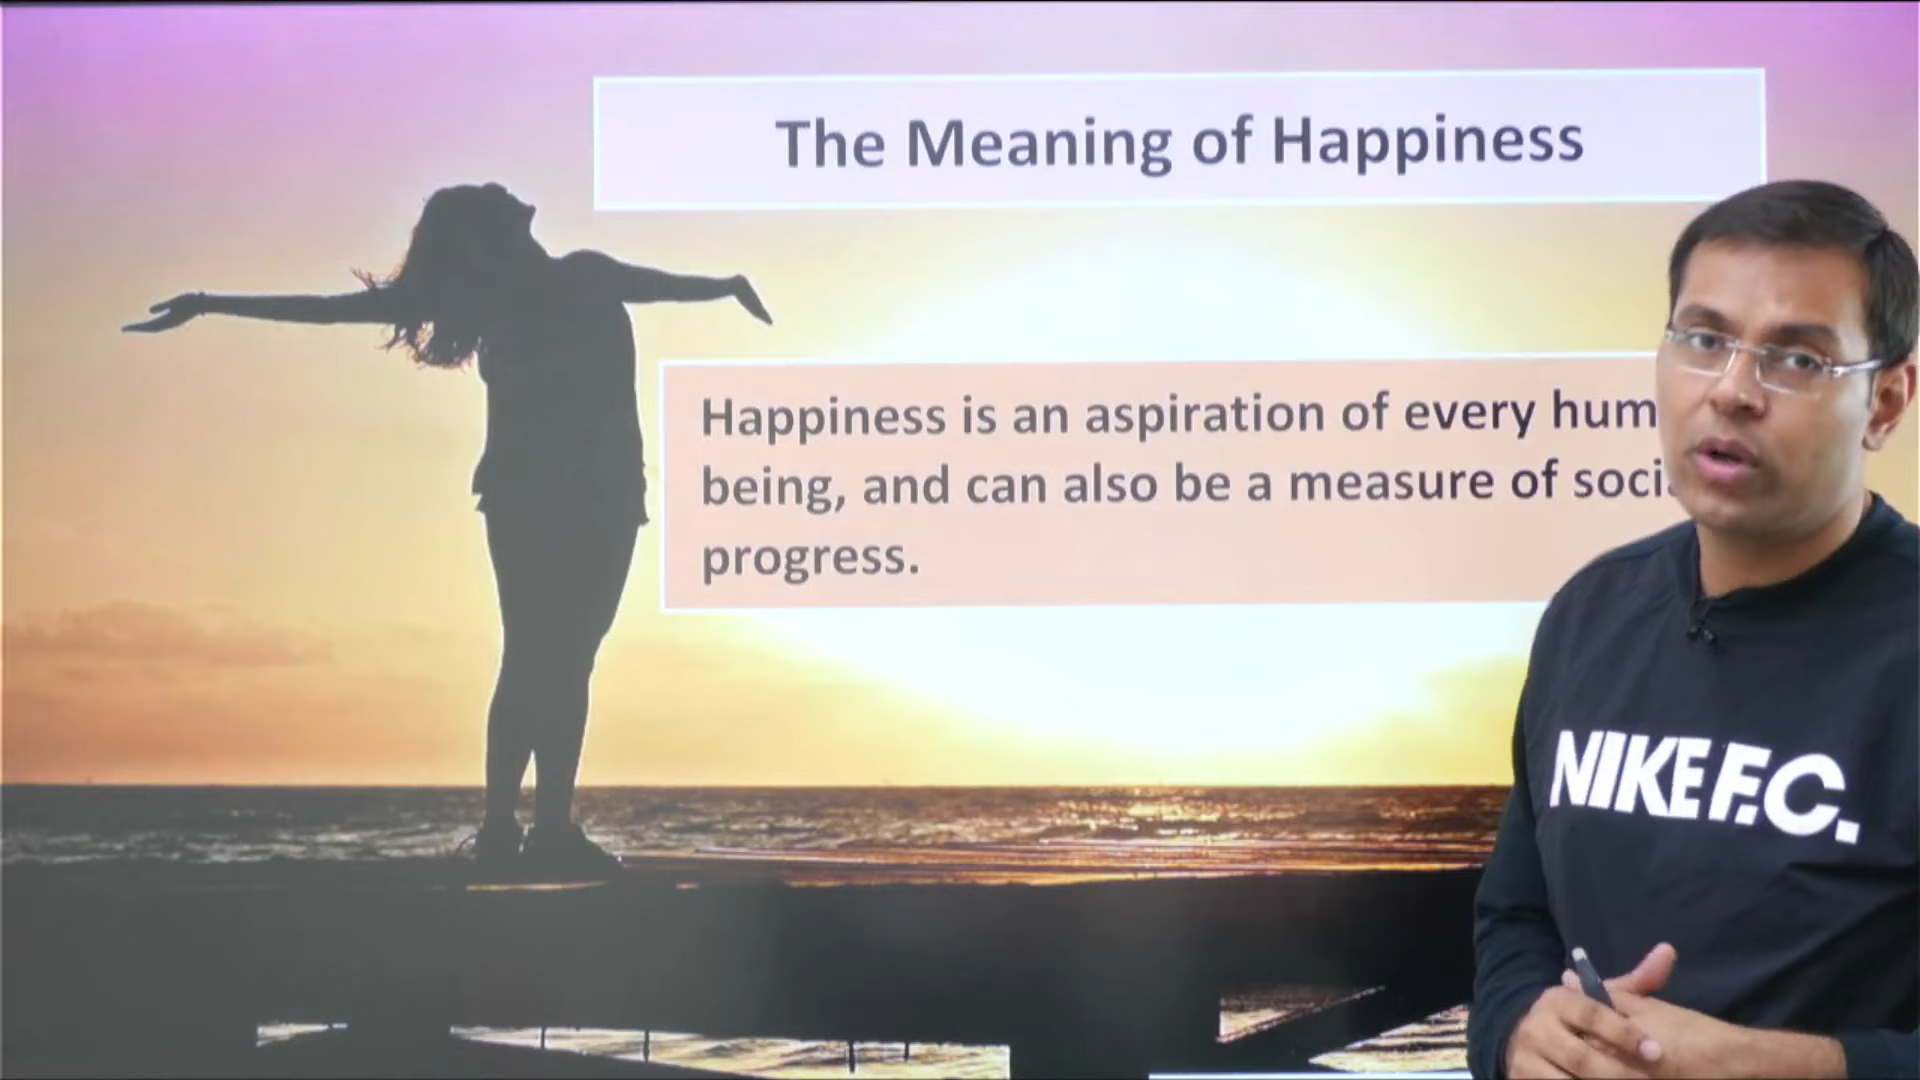 The Meaning of Happiness
Happiness is an aspiration of every hum
being, and can also be a measure of soci
progress.
NIKE F.C.